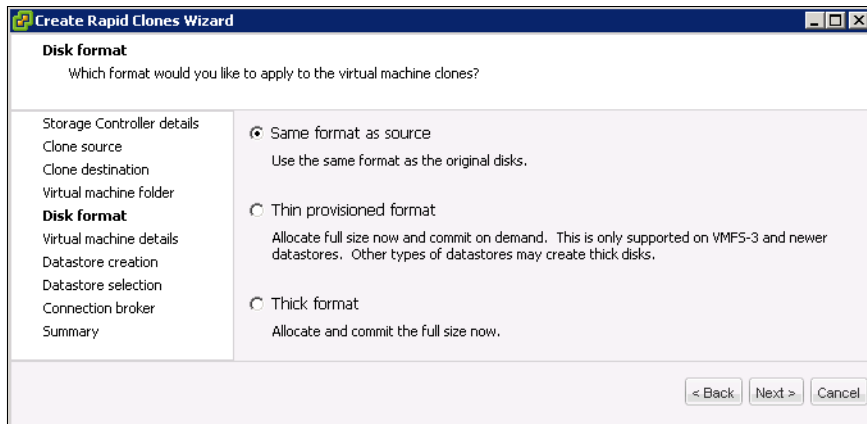 Create Rapid Clones Wizard
Disk format
Which format would you like to apply to the virtual machine clones?
Storage Controller details
Clone source
Clone destination
Virtual machine folder
Disk format
Virtual machine details
Datastore creation
Datastore selection
Connection broker
Summary
Same format as source
Use the same format as the original disks.
Thin provisioned format
Allocate full size now and commit on demand. This is only supported on VMFS-3 and newer
datastores. Other types of datastores may create thick disks.
Thick format
Allocate and commit the full size now.
< Back Next > Cancel